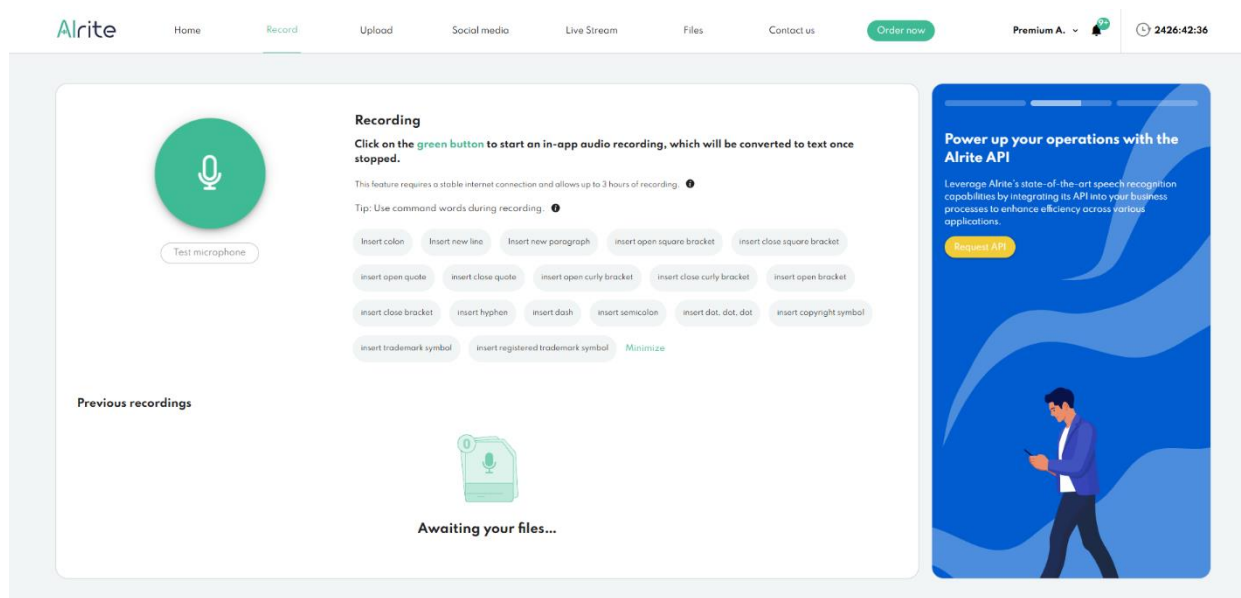 Alrite
Home
Record
Upload
Social media
Live Stream
Files
Contact us
Order now
Premium A.
9+
2426:42:36
Recording
Click on the green button to start an in-app audio recording, which will be converted to text once
stopped.
This feature requires a stable internet connection and allows up to 3 hours of recording.
Tip: Use command words during recording.
Test microphone
Insert colon
Insert new line
Insert new paragraph
insert open square bracket
insert close square bracket
insert open quote
insert close quote
insert open curly bracket
insert close curly bracket
insert open bracket
insert close bracket
insert hyphen
insert dash
insert semicolon
insert dot, dot, dot
insert copyright symbol
insert trademark symbol
insert registered trademark symbol
Minimize
Previous recordings
0
Awaiting your files...
Power up your operations with the
Alrite API
Leverage Alrite's state-of-the-art speech recognition
capabilities by integrating its API into your business
processes to enhance efficiency across various
applications.
Request API